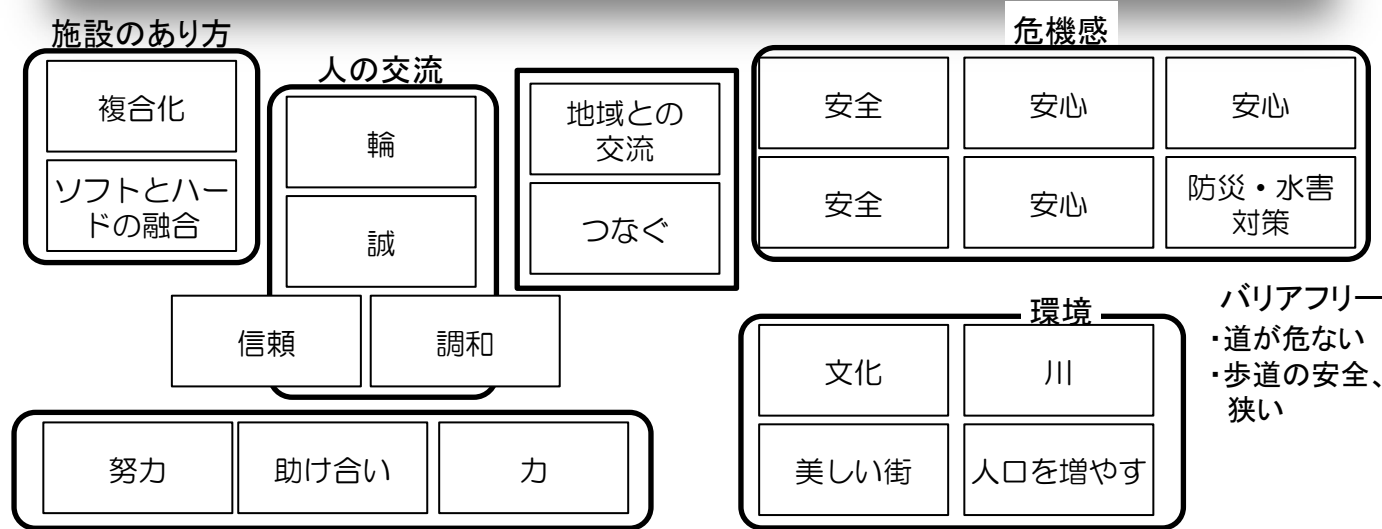 施設のあり方
複合化
ソフトとハー
ドの融合
人の交流
輪
誠
信頼
調和
地域との
交流
つなぐ
危機感
安全
安心
安心
安全
安心
防災・水害
対策
バリアフリー
・道が危ない
・歩道の安全、
狭い
環境
文化
川
美しい街
人口を増やす
努力
助け合い
力